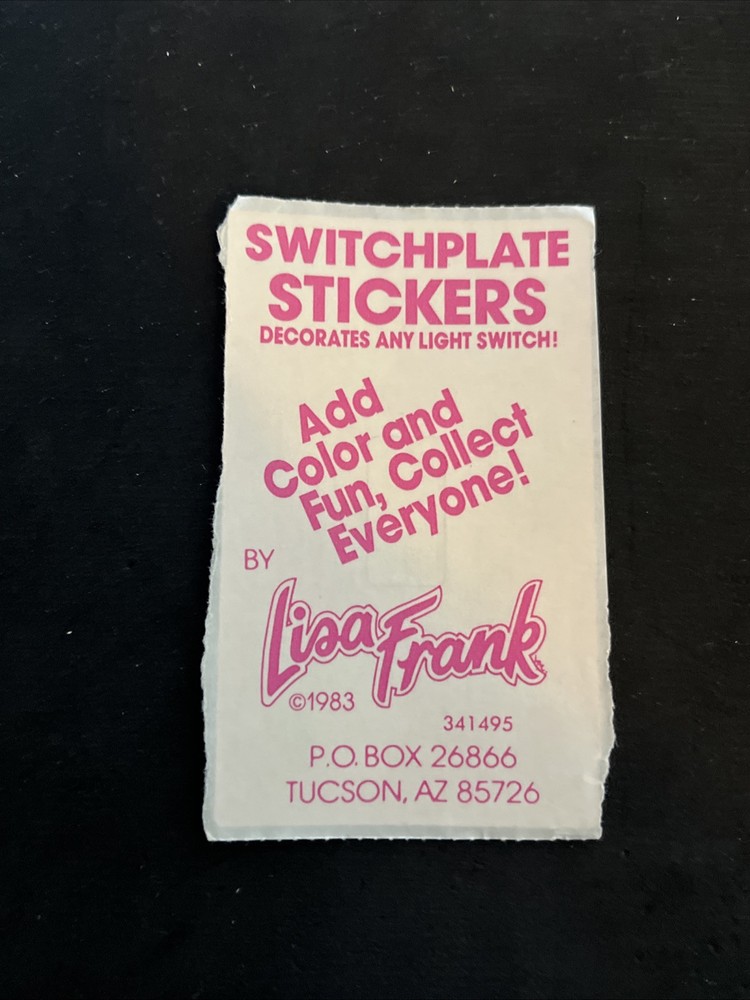 SWITCHPLATE
STICKERS
DECORATES ANY LIGHT SWITCH!
Add
Color and
Fun, Collect
Everyone!
BY
Lisa Frank
©1983
341495
P.O. BOX 26866
TUCSON, AZ 85726